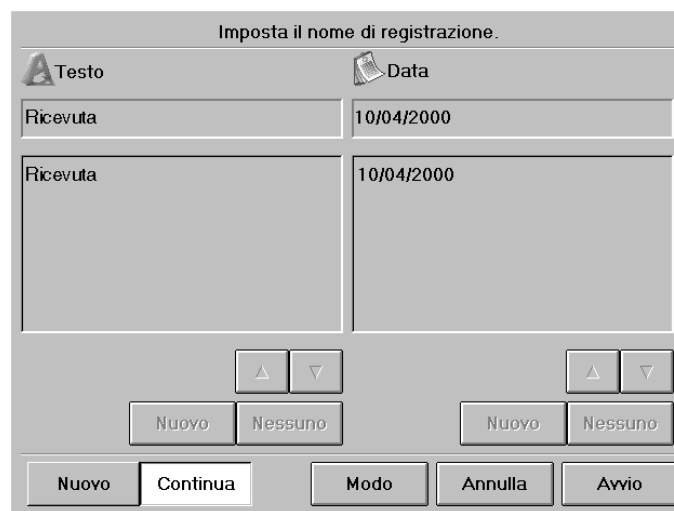 Imposta il nome di registrazione.
Testo Data
Ricevuta 10/04/2000
Ricevuta 10/04/2000
Nuovo Nessuno Nuovo Nessuno
Nuovo Continua Modo Annulla Avvio